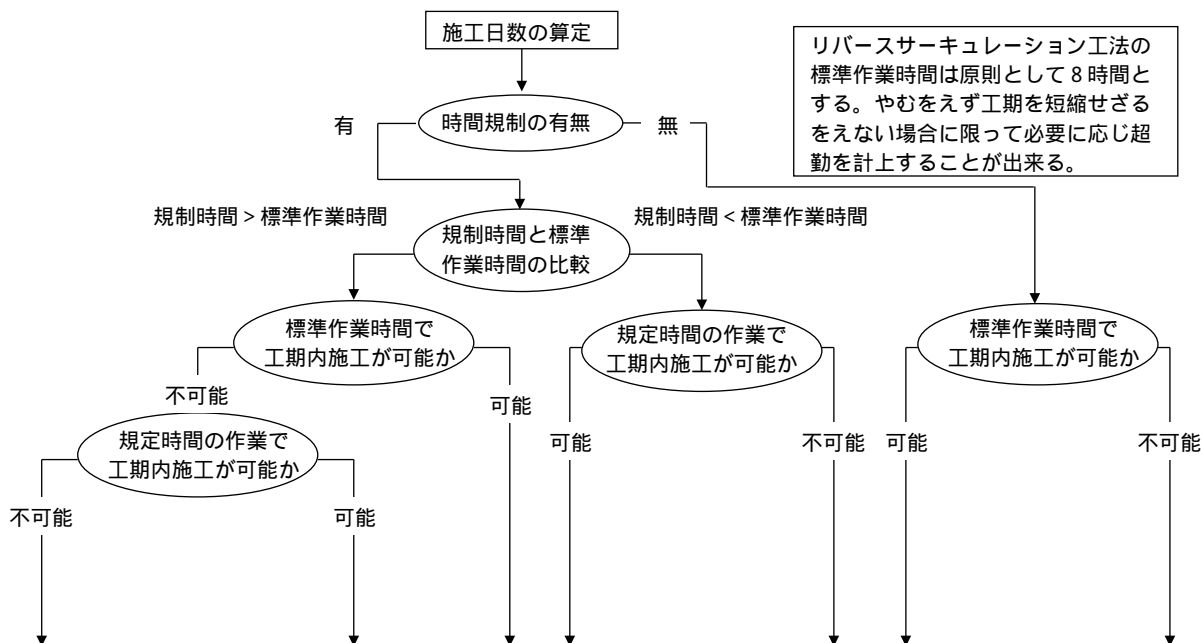 施工日数の算定
リバースサーキュレーション工法の
標準作業時間は原則として8時間と
する。やむをえず工期を短縮せざる
をえない場合に限って必要に応じ超
勤を計上することが出来る。
時間規制の有無
有
無
規制時間>標準作業時間
規制時間<標準作業時間
規制時間と標準
作業時間の比較
標準作業時間で
工期内施工が可能か
規定時間の作業で
工期内施工が可能か
標準作業時間で
工期内施工が可能か
不可能
可能
規定時間の作業で
工期内施工が可能か
可能
不可能
可能
不可能
不可能
可能